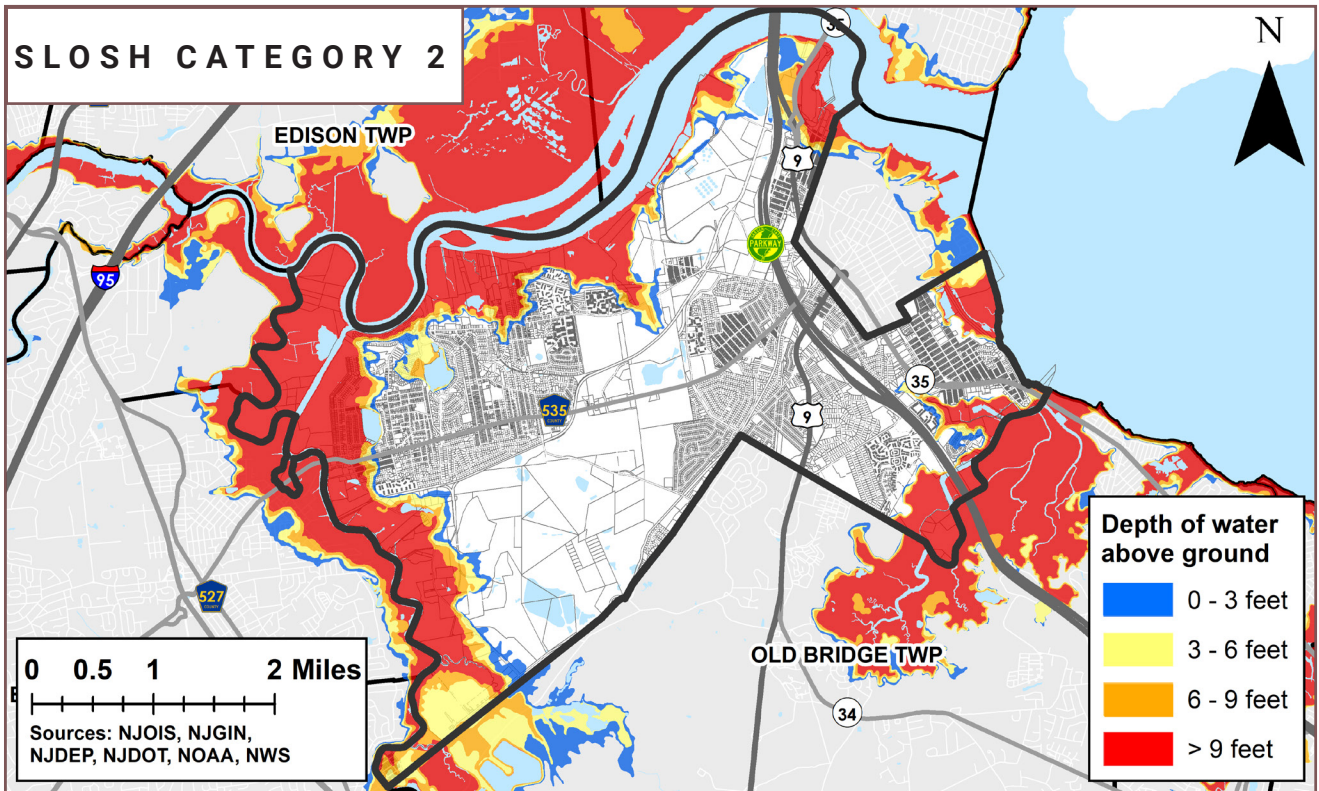 SLOSH CATEGORY 2
N
35
EDISON TWP
9
PARKWAY
95
35
535
COUNTY
9
527
COUNTY
OLD BRIDGE TWP
34
0 0.5 1 2 Miles
Sources: NJOIS, NJGIN,
NJDEP, NJDOT, NOAA, NWS
Depth of water
above ground
0 - 3 feet
3 - 6 feet
6 - 9 feet
> 9 feet